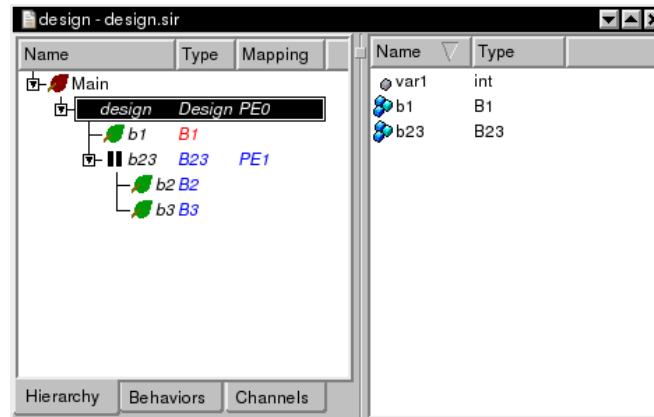 design - design.sir
Name Type Mapping
Main
design Design PE0
b1 B1
b23 B23 PE1
b2 B2
b3 B3
Hierarchy Behaviors Channels
Name Type
var1 int
b1 B1
b23 B23